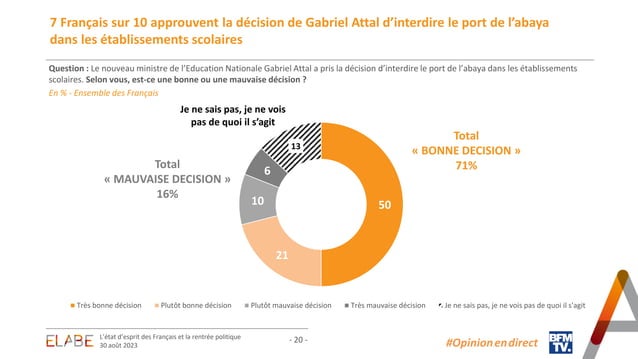 7 Français sur 10 approuvent la décision de Gabriel Attal d’interdire le port de l’abaya
dans les établissements scolaires
Question : Le nouveau ministre de l’Education Nationale Gabriel Attal a pris la décision d’interdire le port de l’abaya dans les établissements
scolaires. Selon vous, est-ce une bonne ou une mauvaise décision ?
En % - Ensemble des Français
Je ne sais pas, je ne vois
pas de quoi il s’agit
13
Total
« BONNE DECISION »
71%
Total
« MAUVAISE DECISION »
16%
6
10
50
21
Très bonne décision Plutôt bonne décision Plutôt mauvaise décision Très mauvaise décision Je ne sais pas, je ne vois pas de quoi il s’agit
ELABE
L’état d’esprit des Français et la rentrée politique
30 août 2023
- 20 -
#Opinion en direct
BFM
TV.